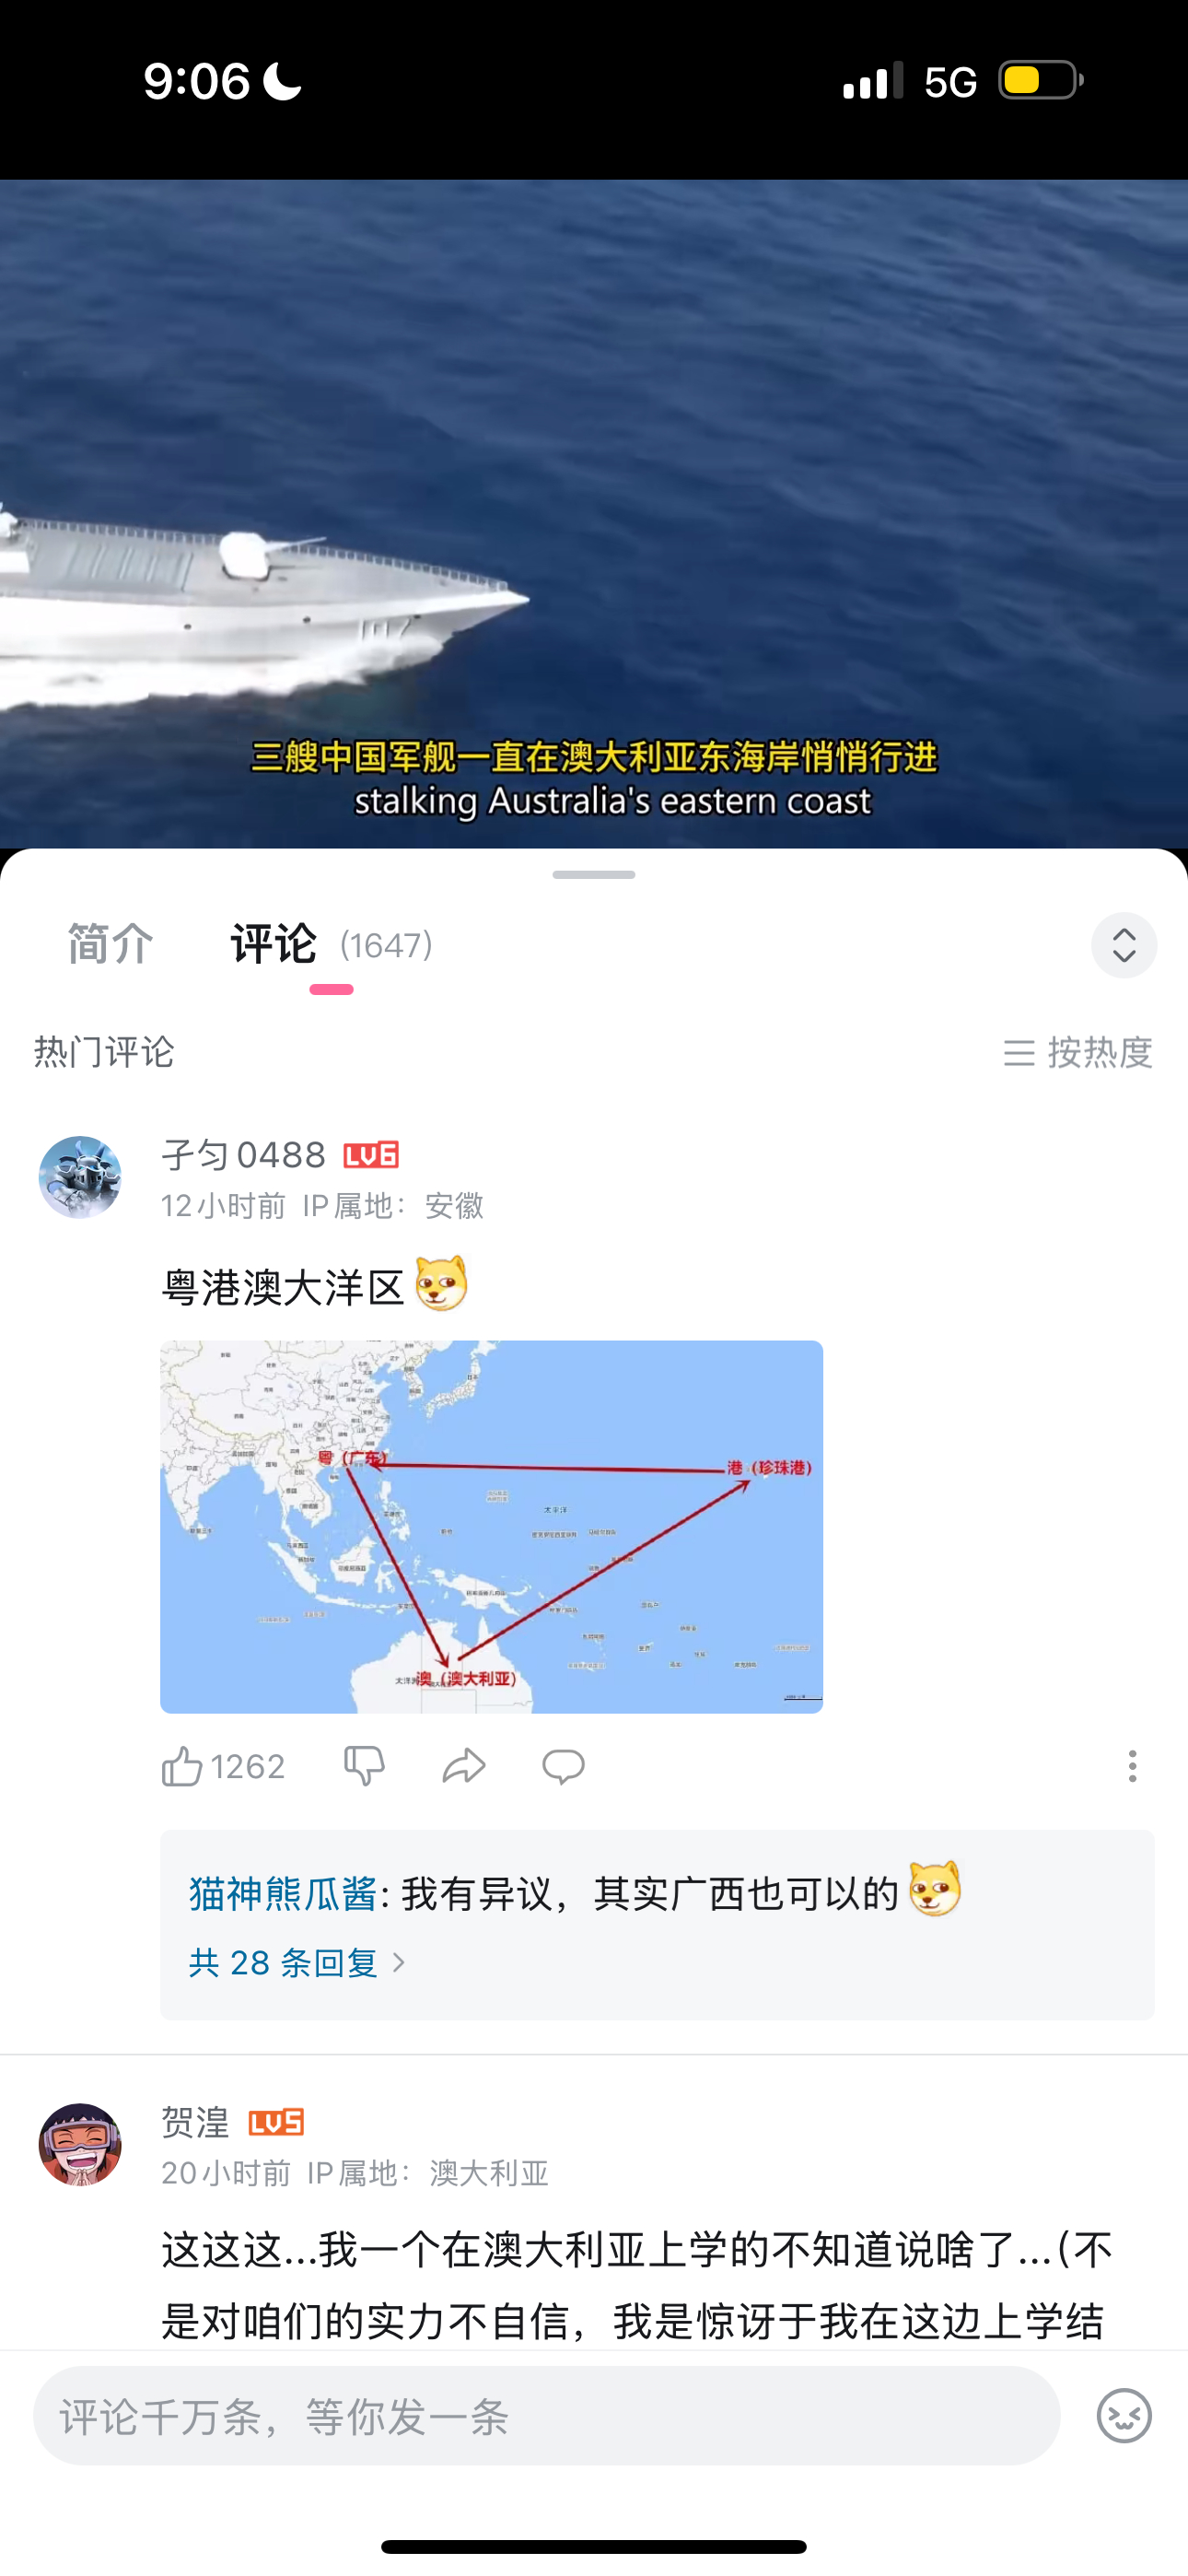 9:06
5G
107
三艘中国军舰一直在澳大利亚东海岸悄悄行进
stalking Australia's eastern coast
简介
评论 (1647)
热门评论
按热度
孑匀0488 LV6
12小时前 IP属地：安徽
粤港澳大洋区
粤（广东）
港（珍珠港）
太平洋
澳（澳大利亚）
1262
猫神熊瓜酱: 我有异议，其实广西也可以的
共 28 条回复
贺湟 LV5
20小时前 IP属地：澳大利亚
这这这...我一个在澳大利亚上学的不知道说啥了...(不
是对咱们的实力不自信，我是惊讶于我在这边上学结
评论千万条，等你发一条